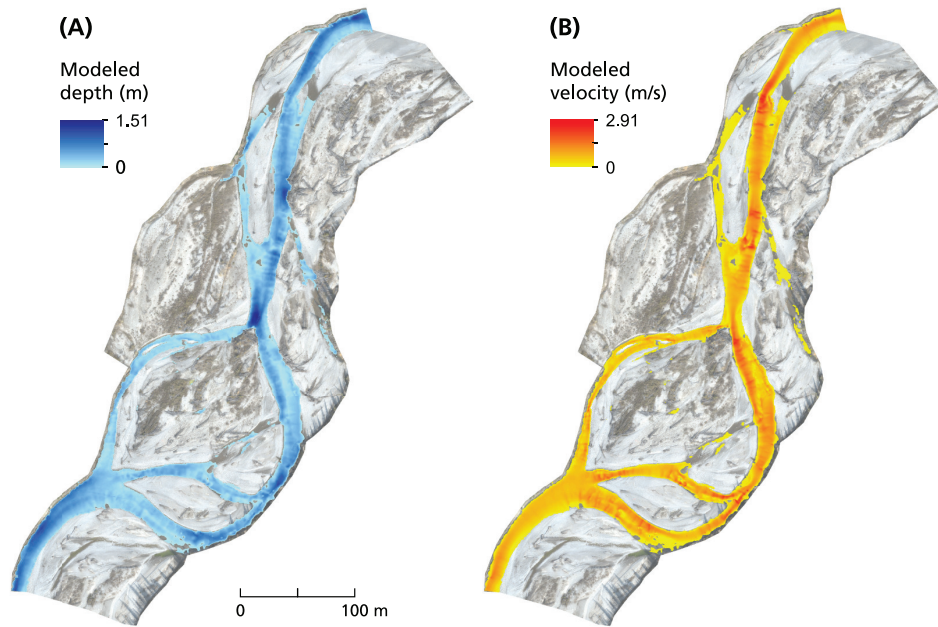 (A)
Modeled
depth (m)
1.51
0
(B)
Modeled
velocity (m/s)
2.91
0
0 100 m